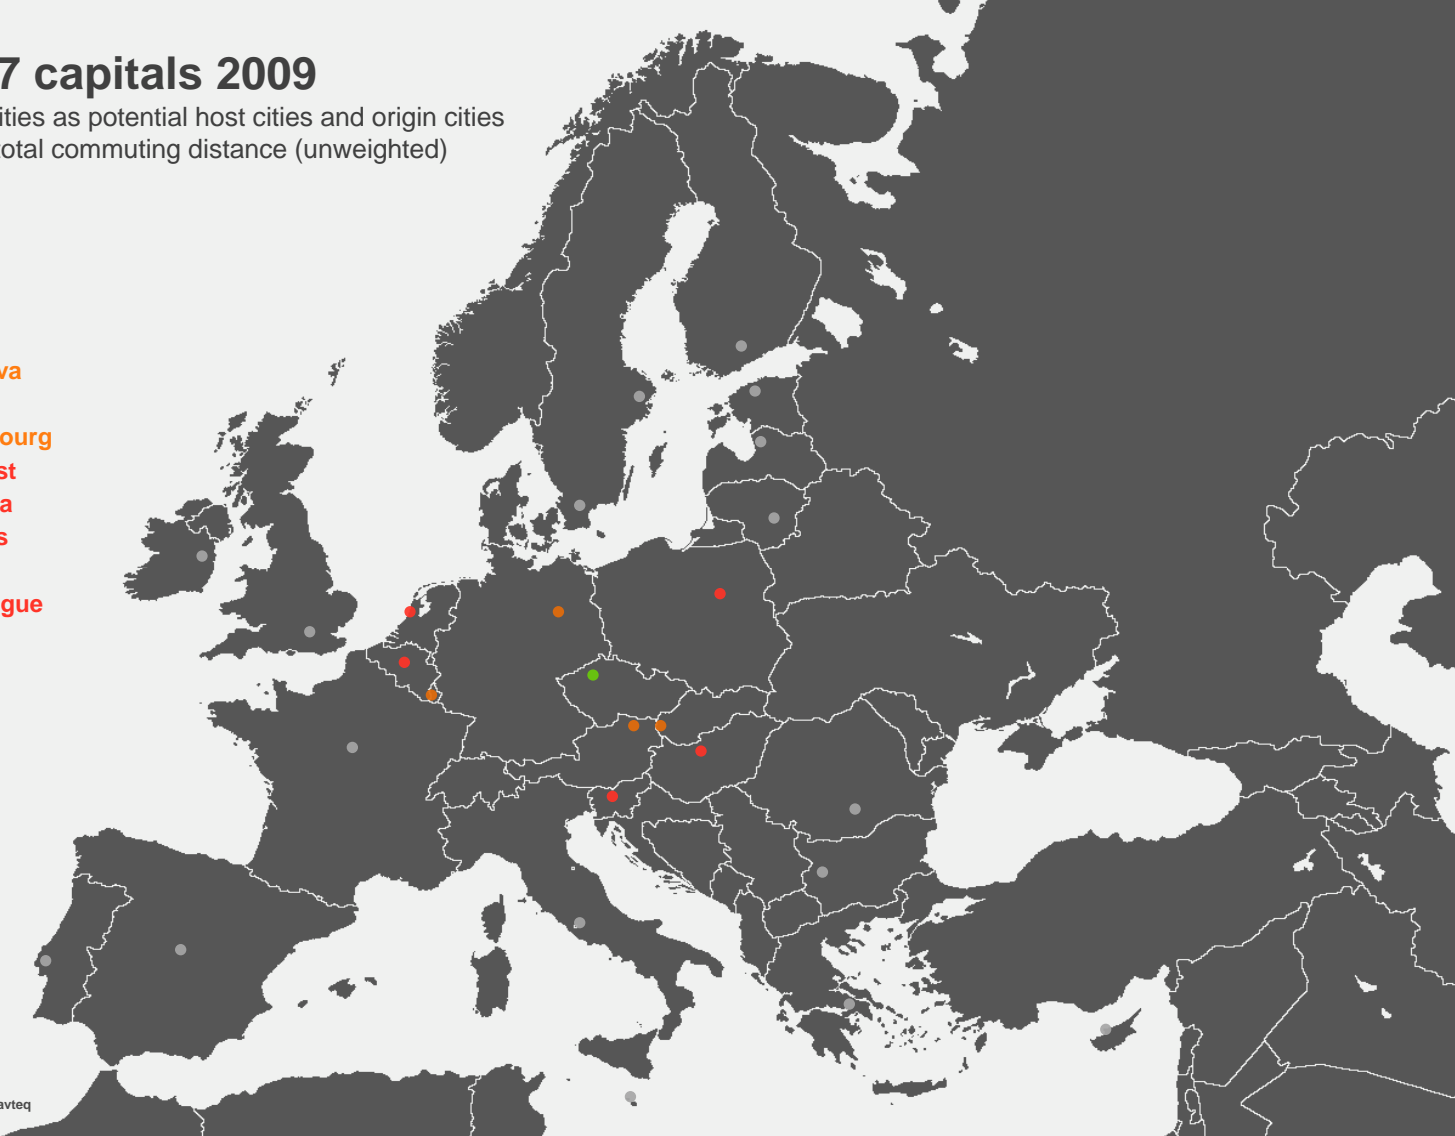 7 capitals 2009
ities as potential host cities and origin cities
total commuting distance (unweighted)
va
ourg
st
a
s
gue
avteq